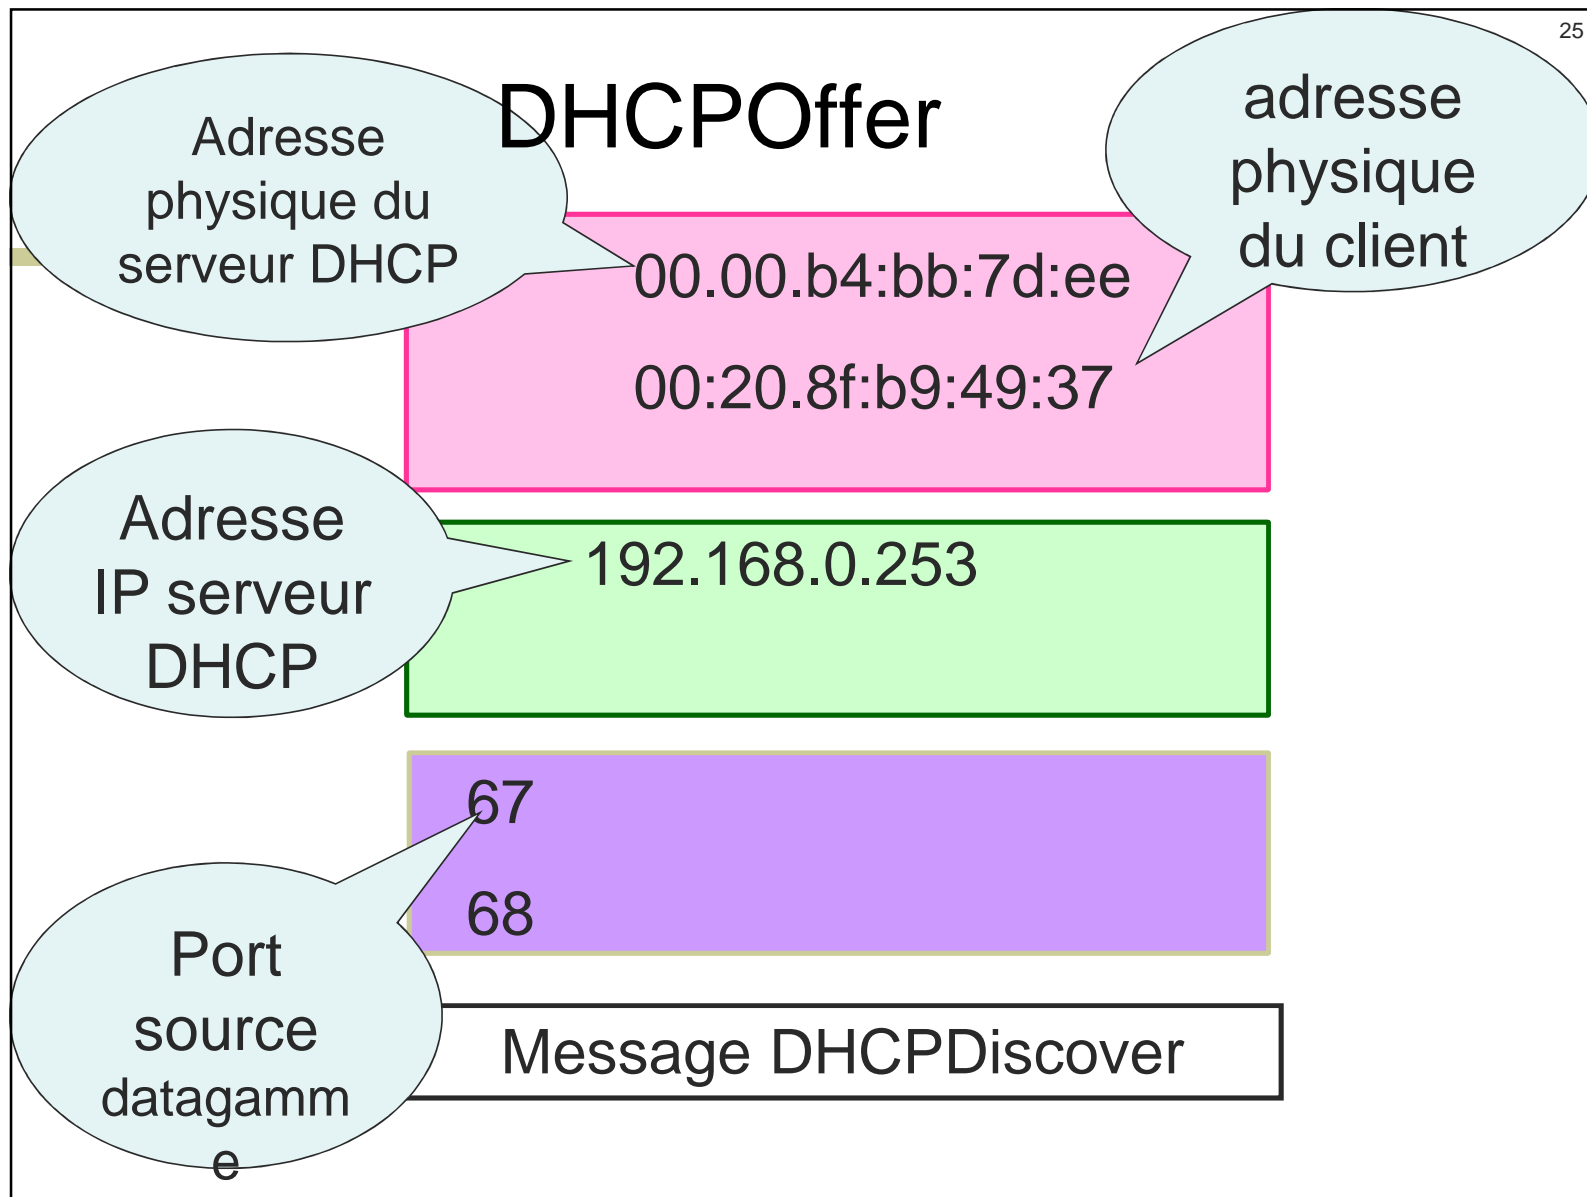 25
DHCPOffer
Adresse
physique du
serveur DHCP
adresse
physique
du client
00.00.b4:bb:7d:ee
00:20.8f:b9:49:37
Adresse
IP serveur
DHCP
192.168.0.253
67
68
Port
source
datagamm
e
Message DHCPDiscover